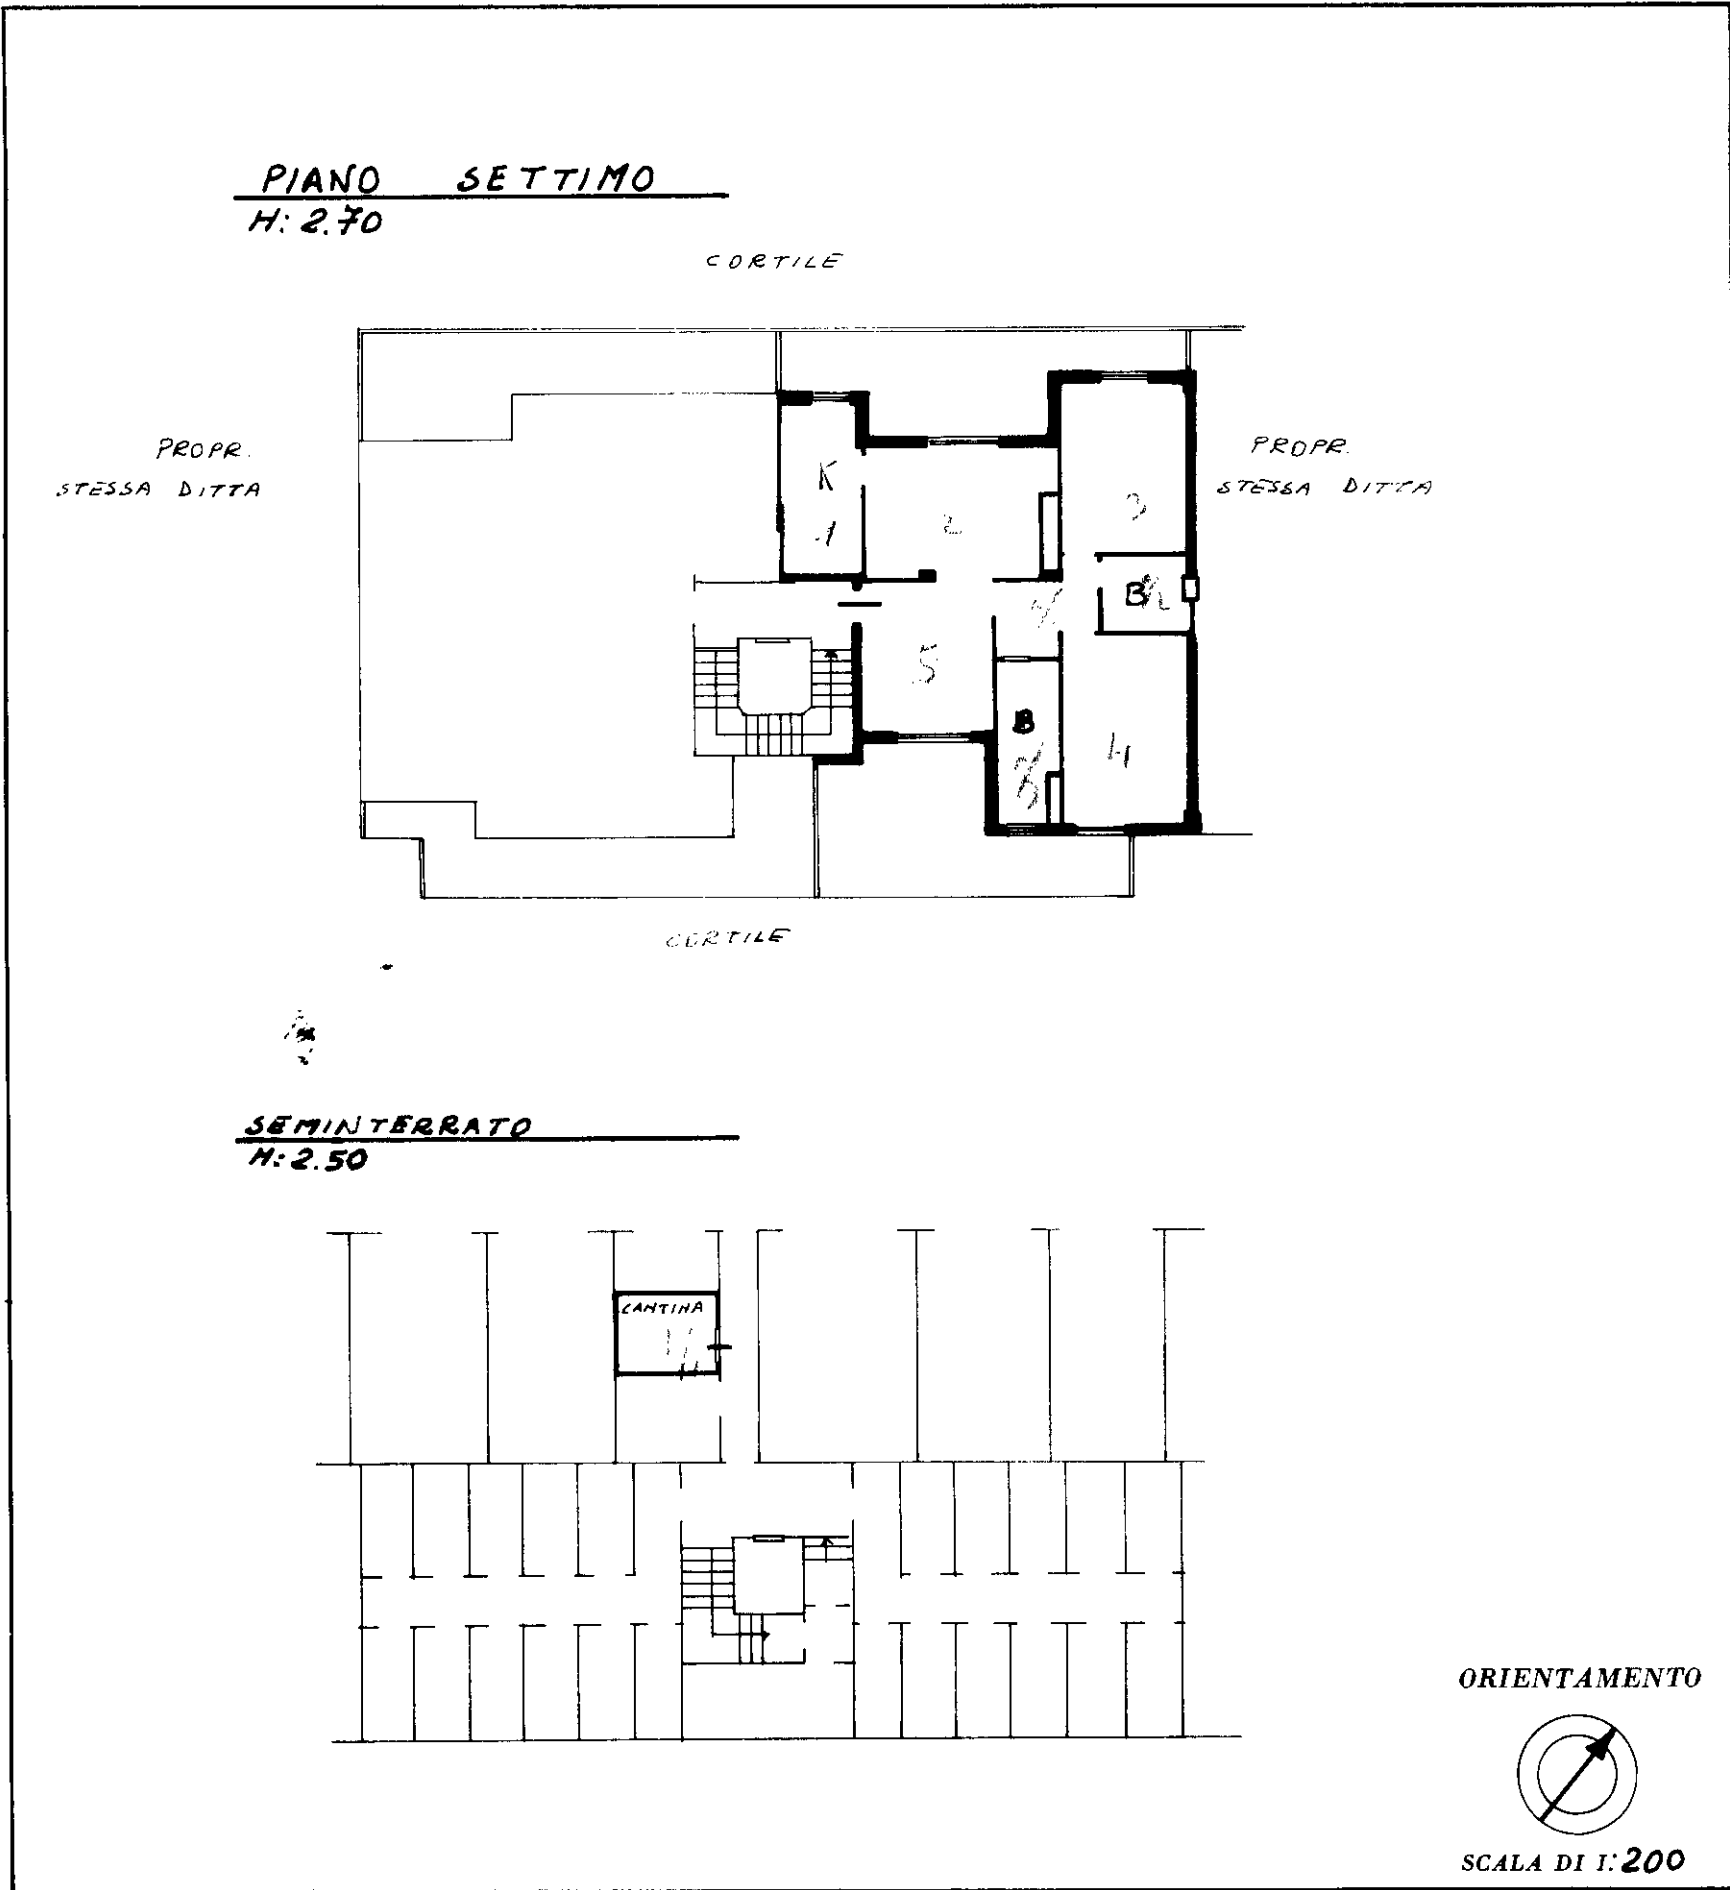 PIANO SETTIMO
H: 2.70
CORTILE
PROPR.
STESSA DITTA
PROPR.
STESSA DITTA
K
1
2
3
B
5
B
4
CORTILE
SEMINTERRATO
H: 2.50
CANTINA
ORIENTAMENTO
SCALA DI 1:200